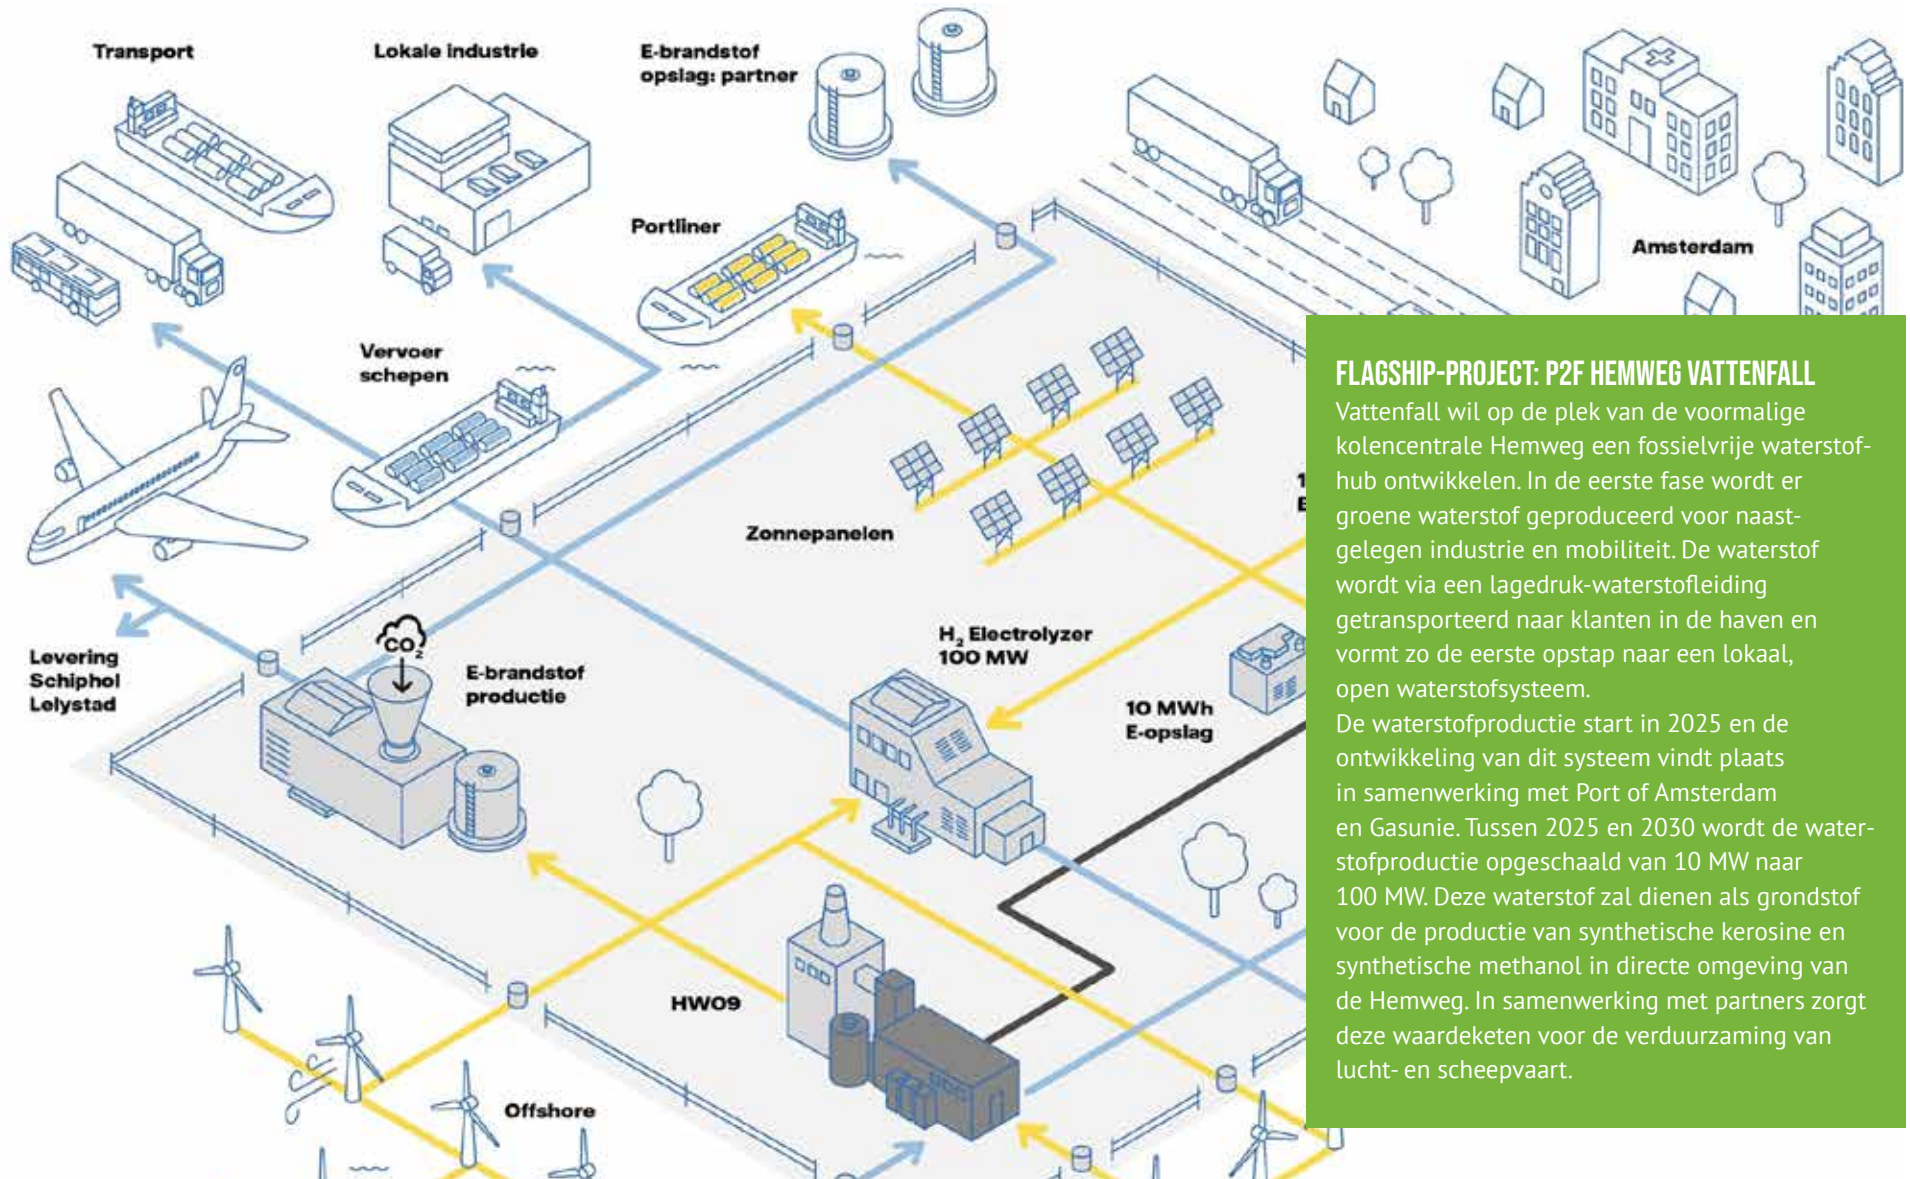 Transport
Lokale industrie
E-brandstof
opslag: partner
Portliner
Amsterdam
Vervoer
schepen
Zonnepanelen
Levering
Schiphol
Lelystad
CO2
E-brandstof
productie
H2 Electrolyzer
100 MW
10 MWh
E-opslag
HW09
Offshore
FLAGSHIP-PROJECT: P2F HEMWEG VATTENFALL
Vattenfall wil op de plek van de voormalige
kolencentrale Hemweg een fossielvrije waterstof-
hub ontwikkelen. In de eerste fase wordt er
groene waterstof geproduceerd voor naast-
gelegen industrie en mobiliteit. De waterstof
wordt via een lagedruk-waterstofleiding
getransporteerd naar klanten in de haven en
vormt zo de eerste opstap naar een lokaal,
open waterstofsysteem.
De waterstofproductie start in 2025 en de
ontwikkeling van dit systeem vindt plaats
in samenwerking met Port of Amsterdam
en Gasunie. Tussen 2025 en 2030 wordt de water-
stofproductie opgeschaald van 10 MW naar
100 MW. Deze waterstof zal dienen als grondstof
voor de productie van synthetische kerosine en
synthetische methanol in directe omgeving van
de Hemweg. In samenwerking met partners zorgt
deze waardeketen voor de verduurzaming van
lucht- en scheepvaart.